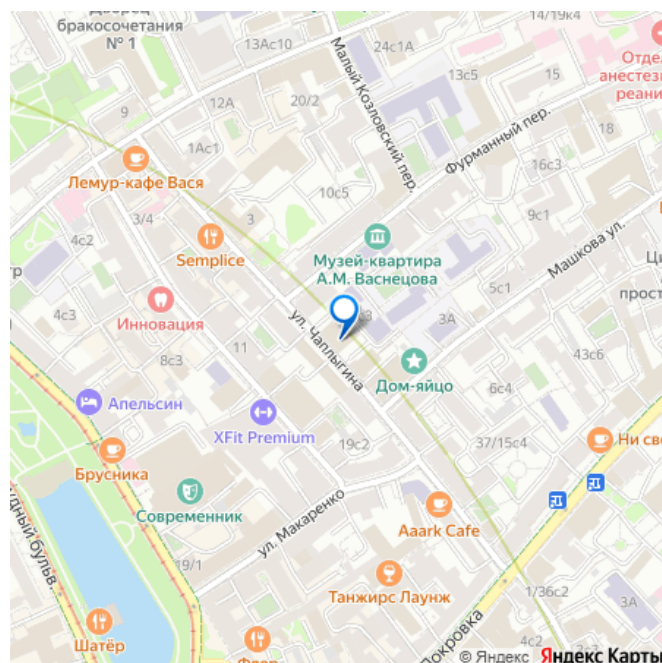 Дворец
бракосочетания
№ 1
13Ас10
24с1А
14/19к4
Отдел
анестез
реани
Малый Козловский пер.
13с5
15
9
12А
20/2
18
1Ас1
Фурманный пер.
16с3
Лемур-кафе Вася
10с5
3/4
3
9с1
4с2
Semplice
Музей-квартира
А.М. Васнецова
Машкова ул.
5с1
4с3
Инновация
ул. Чаплыгина
3А
11
8с3
Дом-яйцо
43с6
6с4
Апельсин
XFit Premium
19с2
37/15с4
Ни св
Брусника
Современник
ул. Макаренко
Aaark Cafe
19/1
Танжирс Лаунж
1/36с2
3А
Шатёр
4с2
Покровка
© Яндекс Яндекс Карты